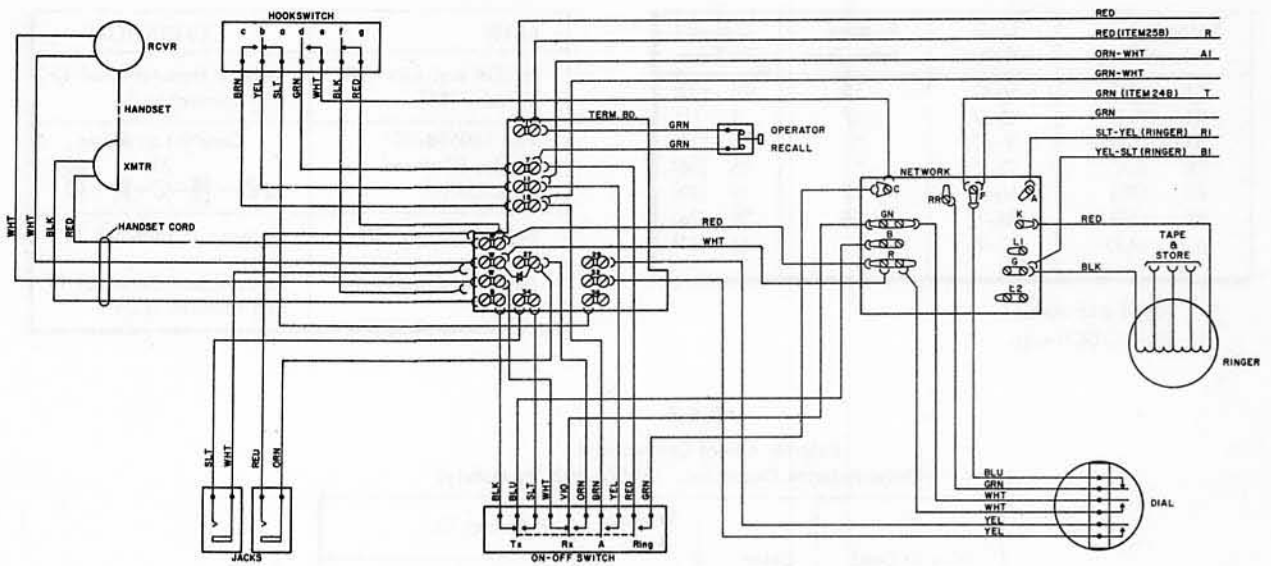 HOOKSWITCH
c b a d e f g
BRN
YEL
SLT
GRN
WHT
BLK
RED
RCVR
HANDSET
XMTR
HANDSET CORD
WHT
WHT
BLK
RED
TERM. BD.
GRN
GRN
OPERATOR
RECALL
RED
RED (ITEM 25B) R
ORN-WHT A1
GRN-WHT
GRN (ITEM 24B) T
GRN
SLT-YEL (RINGER) R1
YEL-SLT (RINGER) B1
NETWORK
C
RR
F
A
GN
B
R
K
L1
G
L2
RED
WHT
RED
BLK
TAPE
&
STORE
RINGER
SLT
WHT
RED
ORN
JACKS
BLK
BLU
SLT
WHT
VIO
ORN
BRN
YEL
RED
GRN
Tx Rx A Ring
ON-OFF SWITCH
BLU
GRN
WHT
WHT
YEL
YEL
DIAL